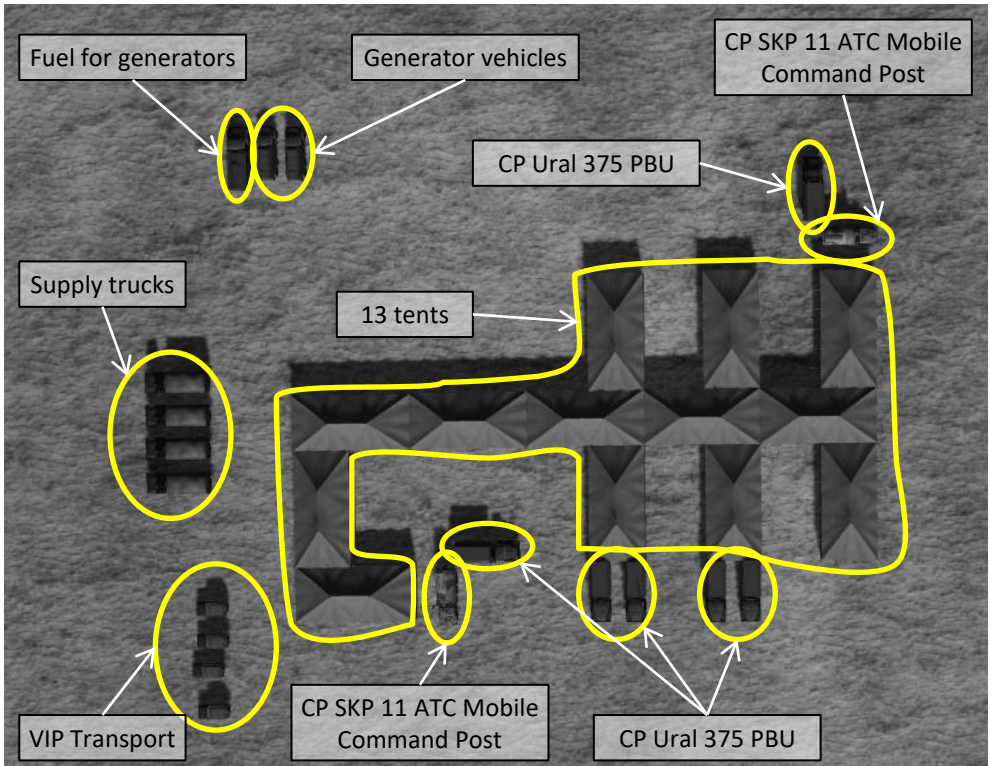 Fuel for generators
Generator vehicles
CP SKP 11 ATC Mobile
Command Post
CP Ural 375 PBU
Supply trucks
13 tents
VIP Transport
CP SKP 11 ATC Mobile
Command Post
CP Ural 375 PBU